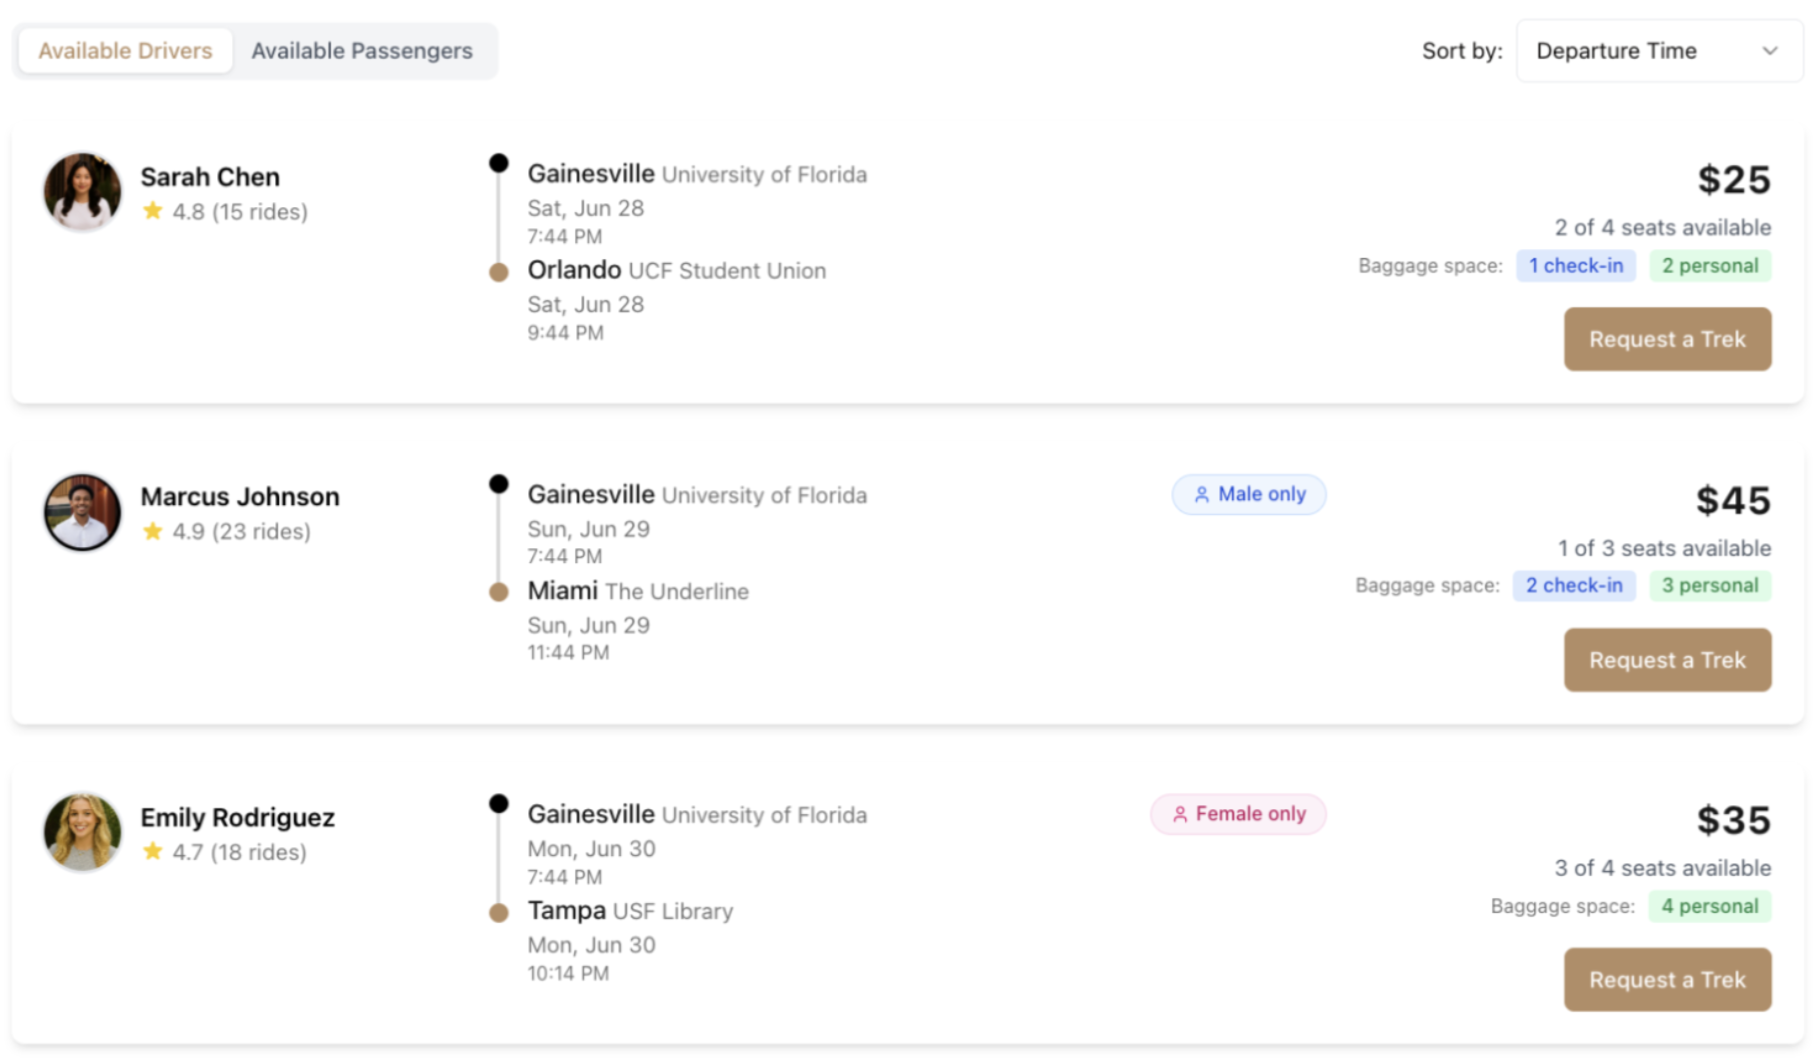 Available Drivers Available Passengers Sort by: Departure Time
Sarah Chen
4.8 (15 rides)
Gainesville University of Florida
Sat, Jun 28
7:44 PM
Orlando UCF Student Union
Sat, Jun 28
9:44 PM
$25
2 of 4 seats available
Baggage space: 1 check-in 2 personal
Request a Trek
Marcus Johnson
4.9 (23 rides)
Gainesville University of Florida
Sun, Jun 29
7:44 PM
Miami The Underline
Sun, Jun 29
11:44 PM
Male only
$45
1 of 3 seats available
Baggage space: 2 check-in 3 personal
Request a Trek
Emily Rodriguez
4.7 (18 rides)
Gainesville University of Florida
Mon, Jun 30
7:44 PM
Tampa USF Library
Mon, Jun 30
10:14 PM
Female only
$35
3 of 4 seats available
Baggage space: 4 personal
Request a Trek